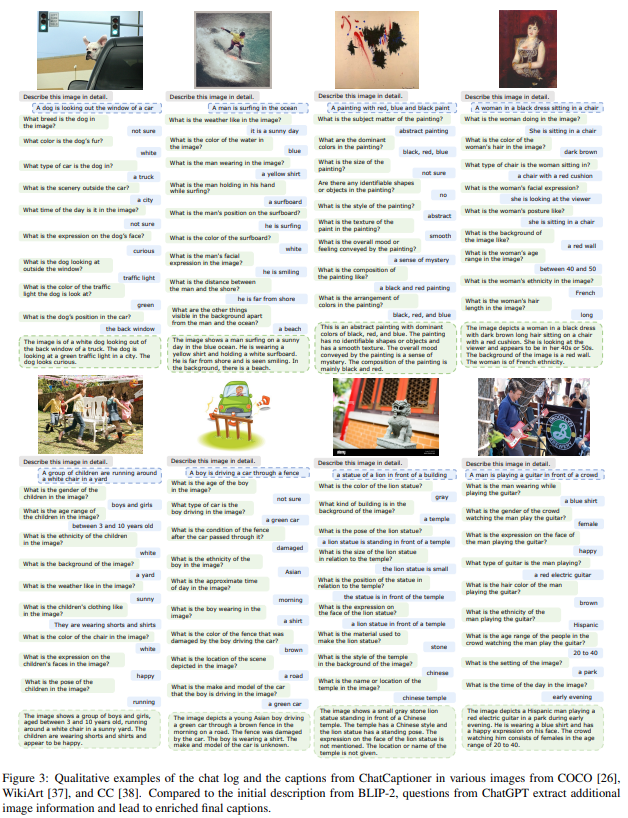 Describe this image in detail.
A dog is looking out the window of a car
What breed is the dog in
the image?
not sure
What color is the dog's fur?
white
What type of car is the dog in?
a truck
What is the scenery outside the car?
a city
What time of the day is it in the image?
not sure
What is the expression on the dog's face?
curious
What is the dog looking at
outside the window?
traffic light
What is the color of the traffic
light the dog is look at?
green
What is the dog's position in the car?
the back window
The image is of a white dog looking out of
the back window of a truck. The dog is
looking at a green traffic light in a city. The
dog looks curious.
Describe this image in detail.
A man is surfing in the ocean
What is the weather like in the image?
it is a sunny day
What is the color of the water in
the image?
blue
What is the man wearing in the image?
a yellow shirt
What is the man holding in his hand
while surfing?
a surfboard
What is the man's position on the surfboard?
he is surfing
What is the color of the surfboard?
white
What is the man's facial
expression in the image?
he is smiling
What is the distance between
the man and the shore?
he is far from shore
What are the other things
visible in the background apart
from the man and the ocean?
a beach
The image shows a man surfing on a sunny
day in the blue ocean. He is wearing a
yellow shirt and holding a white surfboard.
He is far from shore and is seen smiling. In
the background, there is a beach.
Describe this image in detail.
A painting with red, blue and black paint
What is the subject matter of the painting?
abstract painting
What are the dominant
colors in the painting?
black, red, blue
What is the size of the
painting?
not sure
Are there any identifiable shapes
or objects in the painting?
no
What is the style of the painting?
abstract
What is the texture of the
paint in the painting?
smooth
What is the overall mood or
feeling conveyed by the painting?
a sense of mystery
What is the composition of
the painting like?
a black and red painting
What is the arrangement of
colors in the painting?
black, red, and blue
This is an abstract painting with dominant
colors of black, red, and blue. The painting
has no identifiable shapes or objects and
has a smooth texture. The overall mood
conveyed by the painting is a sense of
mystery. The composition of the painting is
mainly black and red.
Describe this image in detail.
A woman in a black dress sitting in a chair
What is the woman doing in the image?
She is sitting in a chair
What is the color of the
woman's hair in the image?
dark brown
What type of chair is the woman sitting in?
a chair with a red cushion
What is the woman's facial expression?
she is looking at the viewer
What is the woman's posture like?
she is sitting in a chair
What is the background of
the image like?
a red wall
What is the woman's age
range in the image?
between 40 and 50
What is the woman's ethnicity in the image?
French
What is the woman's hair
length in the image?
long
The image depicts a woman in a black dress
with dark brown long hair sitting on a chair
with a red cushion. She is looking at the
viewer and appears to be in her 40s or 50s.
The background of the image is a red wall.
The woman is of French ethnicity.
Describe this image in detail.
A group of children are running around
a white chair in a yard
What is the gender of the
children in the image?
boys and girls
What is the age range of
the children in the image?
between 3 and 10 years old
What is the ethnicity of the children
in the image?
white
What is the background of the image?
a yard
What is the weather like in the image?
sunny
What is the children's clothing like
in the image?
They are wearing shorts and shirts
What is the color of the chair in the image?
white
What is the expression on the
children's faces in the image?
happy
What is the pose of the
children in the image?
running
The image shows a group of boys and girls,
aged between 3 and 10 years old, running
around a white chair in a sunny yard. The
children are wearing shorts and shirts and
appear to be happy.
Describe this image in detail.
A boy is driving a car through a fence
What is the age of the boy
in the image?
not sure
What type of car is the
boy driving in the image?
a green car
What is the condition of the fence
after the car passed through it?
damaged
What is the ethnicity of the
boy in the image?
Asian
What is the approximate time
of day in the image?
morning
What is the boy wearing in the
image?
a shirt
What is the color of the fence that was
damaged by the boy driving the car?
brown
What is the location of the scene
depicted in the image?
a road
What is the make and model of the car
that the boy is driving in the image?
a green car
The image depicts a young Asian boy driving
a green car through a brown fence in the
morning on a road. The fence was damaged
by the car. The boy is wearing a shirt. The
make and model of the car is unknown.
Describe this image in detail.
a statue of a lion in front of a building
What is the color of the lion statue?
gray
What kind of building is in the
background of the image?
a temple
What is the pose of the lion statue?
a lion statue is standing in front of a temple
What is the size of the lion statue
in relation to the temple?
the lion statue is small
What is the position of the statue in
relation to the temple?
the statue is in front of the temple
What is the expression on
the face of the lion statue?
a lion statue in front of a temple
What is the material used to
make the lion statue?
stone
What is the style of the temple
in the background of the image?
chinese
What is the name or location of the
temple in the image?
chinese temple
The image shows a small gray stone lion
statue standing in front of a Chinese
temple. The temple has a Chinese style and
the lion statue has a standing pose. The
expression on the face of the lion statue is
not mentioned. The location or name of the
temple is not given.
Describe this image in detail.
A man is playing a guitar in front of a crowd
What is the man wearing while
playing the guitar?
a blue shirt
What is the gender of the crowd
watching the man play the guitar?
female
What is the expression on the face of
the man playing the guitar?
happy
What type of guitar is the man playing?
a red electric guitar
What is the hair color of the man
playing the guitar?
brown
What is the ethnicity of the
man playing the guitar?
Hispanic
What is the age range of the people in the
crowd watching the man play the guitar?
20 to 40
What is the setting of the image?
a park
What is the time of the day in the image?
early evening
The image depicts a Hispanic man playing a
red electric guitar in a park during early
evening. He is wearing a blue shirt and has
a happy expression on his face. The crowd
watching him consists of females in the age
range of 20 to 40.
Figure 3: Qualitative examples of the chat log and the captions from ChatCaptioner in various images from COCO [26],
WikiArt [37], and CC [38]. Compared to the initial description from BLIP-2, questions from ChatGPT extract additional
image information and lead to enriched final captions.